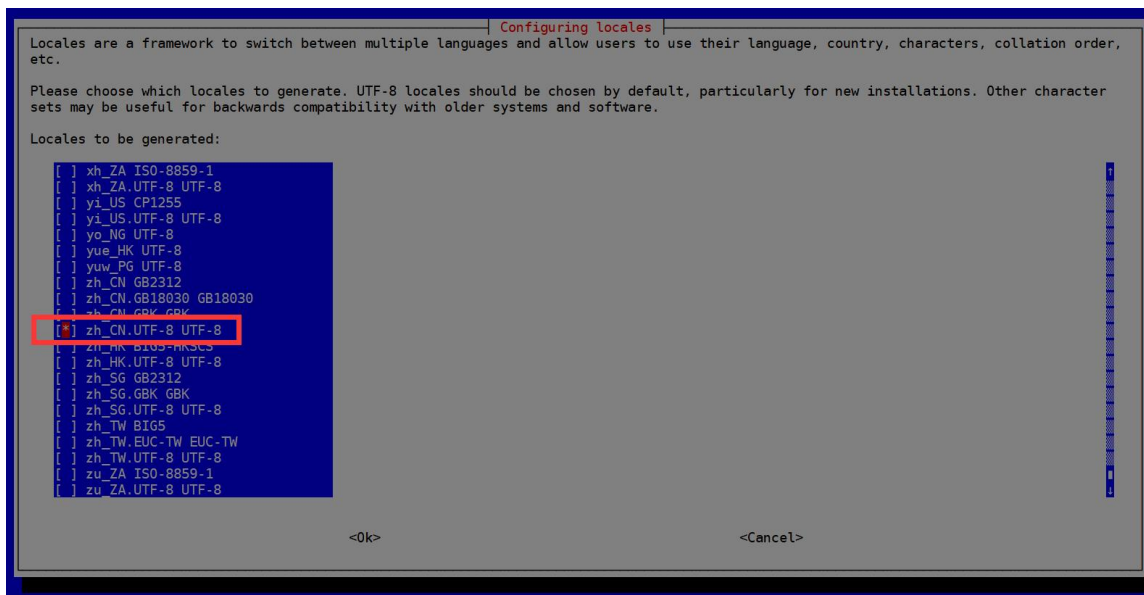 Configuring locales
Locales are a framework to switch between multiple languages and allow users to use their language, country, characters, collation order,
etc.
Please choose which locales to generate. UTF-8 locales should be chosen by default, particularly for new installations. Other character
sets may be useful for backwards compatibility with older systems and software.
Locales to be generated:
[ ] xh_ZA ISO-8859-1
[ ] xh_ZA.UTF-8 UTF-8
[ ] yi_US CP1255
[ ] yi_US.UTF-8 UTF-8
[ ] yo_NG UTF-8
[ ] yue_HK UTF-8
[ ] yuw_PG UTF-8
[ ] zh_CN GB2312
[ ] zh_CN.GB18030 GB18030
[ ] zh_CN.GBK GBK
[*] zh_CN.UTF-8 UTF-8
[ ] zh_HK BIG5-HKSCS
[ ] zh_HK.UTF-8 UTF-8
[ ] zh_SG GB2312
[ ] zh_SG.GBK GBK
[ ] zh_SG.UTF-8 UTF-8
[ ] zh_TW BIG5
[ ] zh_TW.EUC-TW EUC-TW
[ ] zh_TW.UTF-8 UTF-8
[ ] zu_ZA ISO-8859-1
[ ] zu_ZA.UTF-8 UTF-8
<Ok> <Cancel>